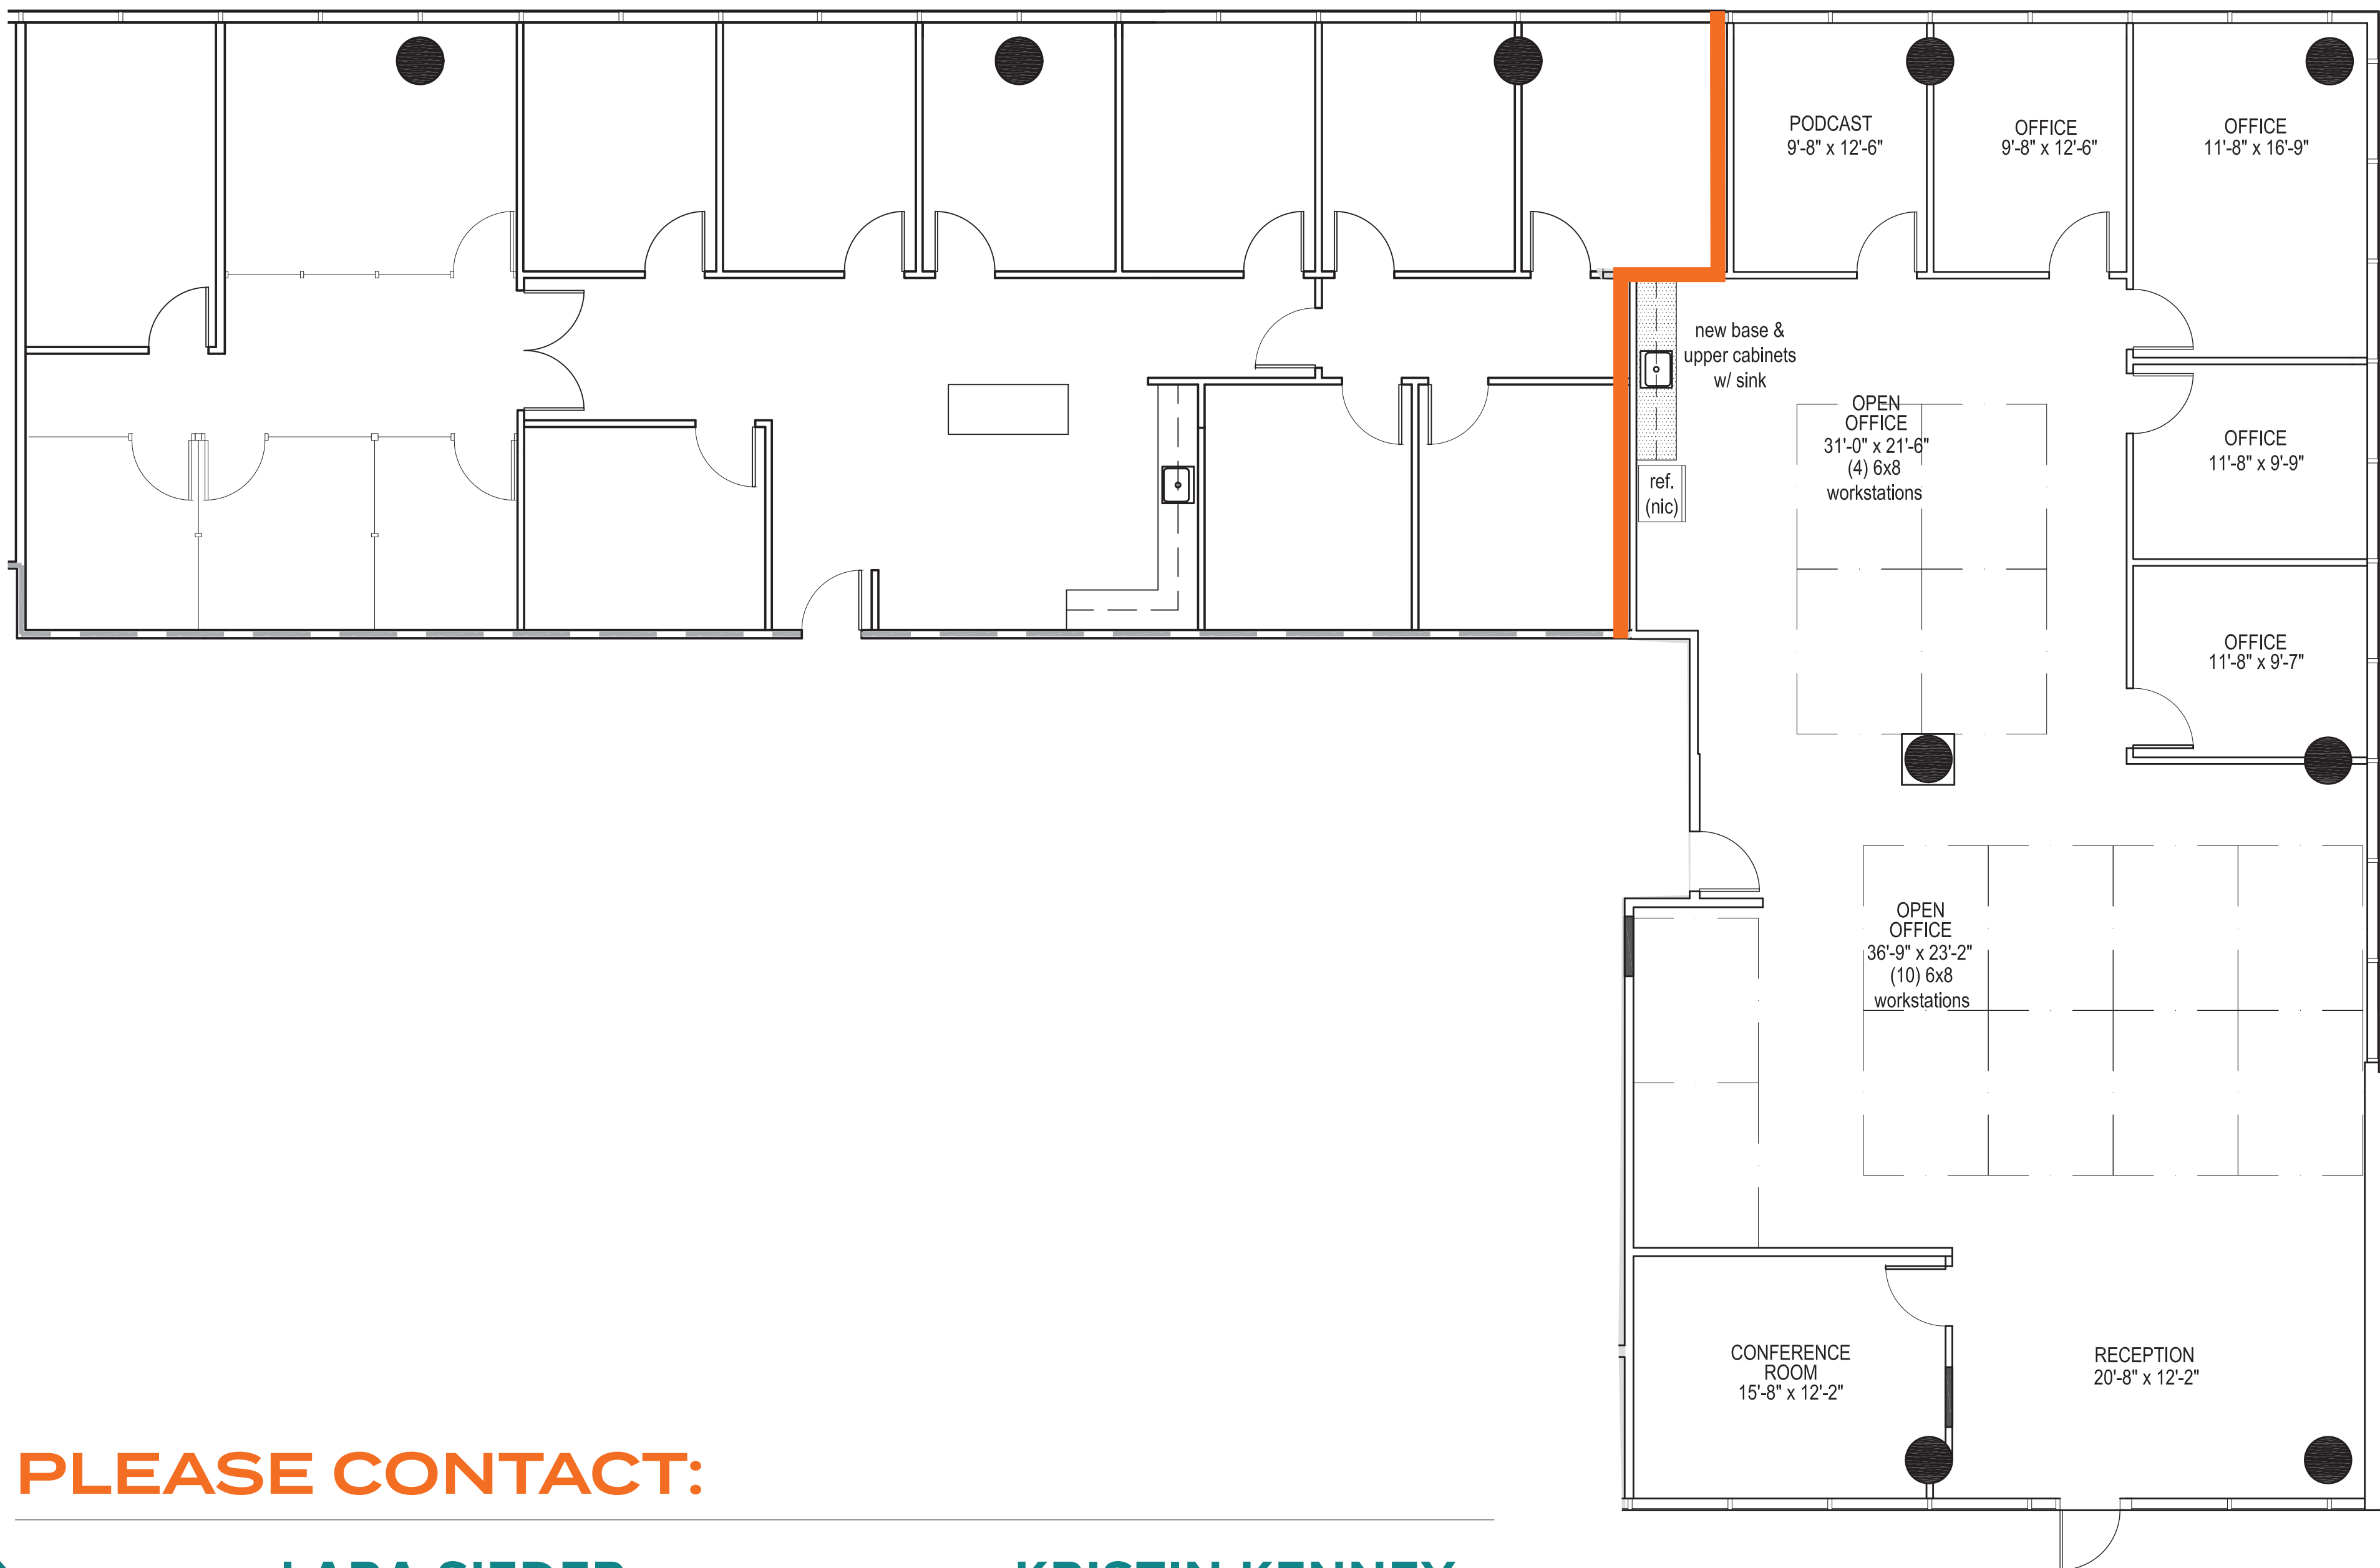 PODCAST
9'-8" x 12'-6"
OFFICE
9'-8" x 12'-6"
OFFICE
11'-8" x 16'-9"
new base &
upper cabinets
w/ sink
OPEN
OFFICE
31'-0" x 21'-6"
(4) 6x8
workstations
ref.
(nic)
OFFICE
11'-8" x 9'-9"
OFFICE
11'-8" x 9'-7"
OPEN
OFFICE
36'-9" x 23'-2"
(10) 6x8
workstations
CONFERENCE
ROOM
15'-8" x 12'-2"
RECEPTION
20'-8" x 12'-2"
PLEASE CONTACT:
KRISTIN KENNEY